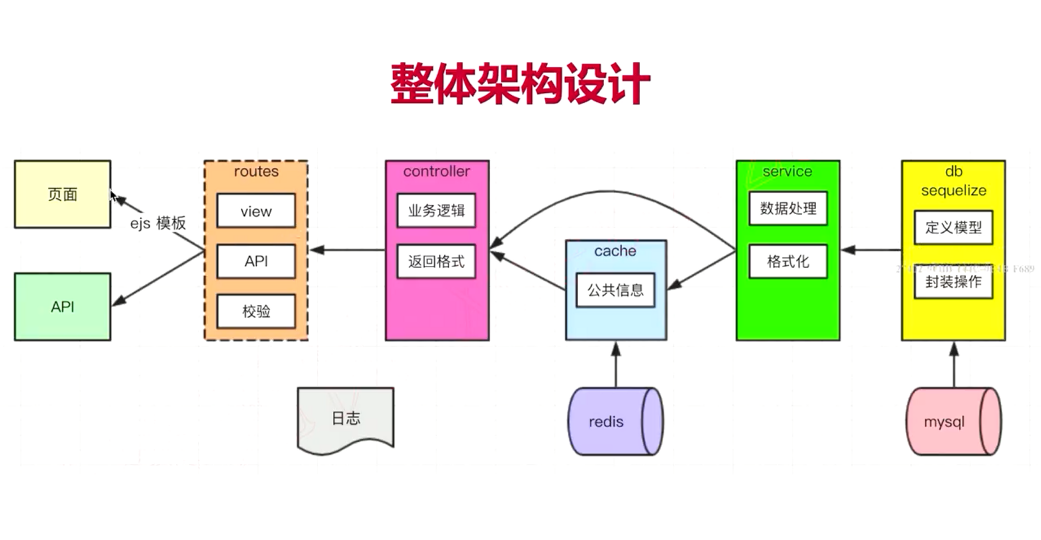 整体架构设计
页面
API
ejs 模板
routes
view
API
校验
controller
业务逻辑
返回格式
cache
公共信息
service
数据处理
格式化
db
sequelize
定义模型
封装操作
日志
redis
mysql